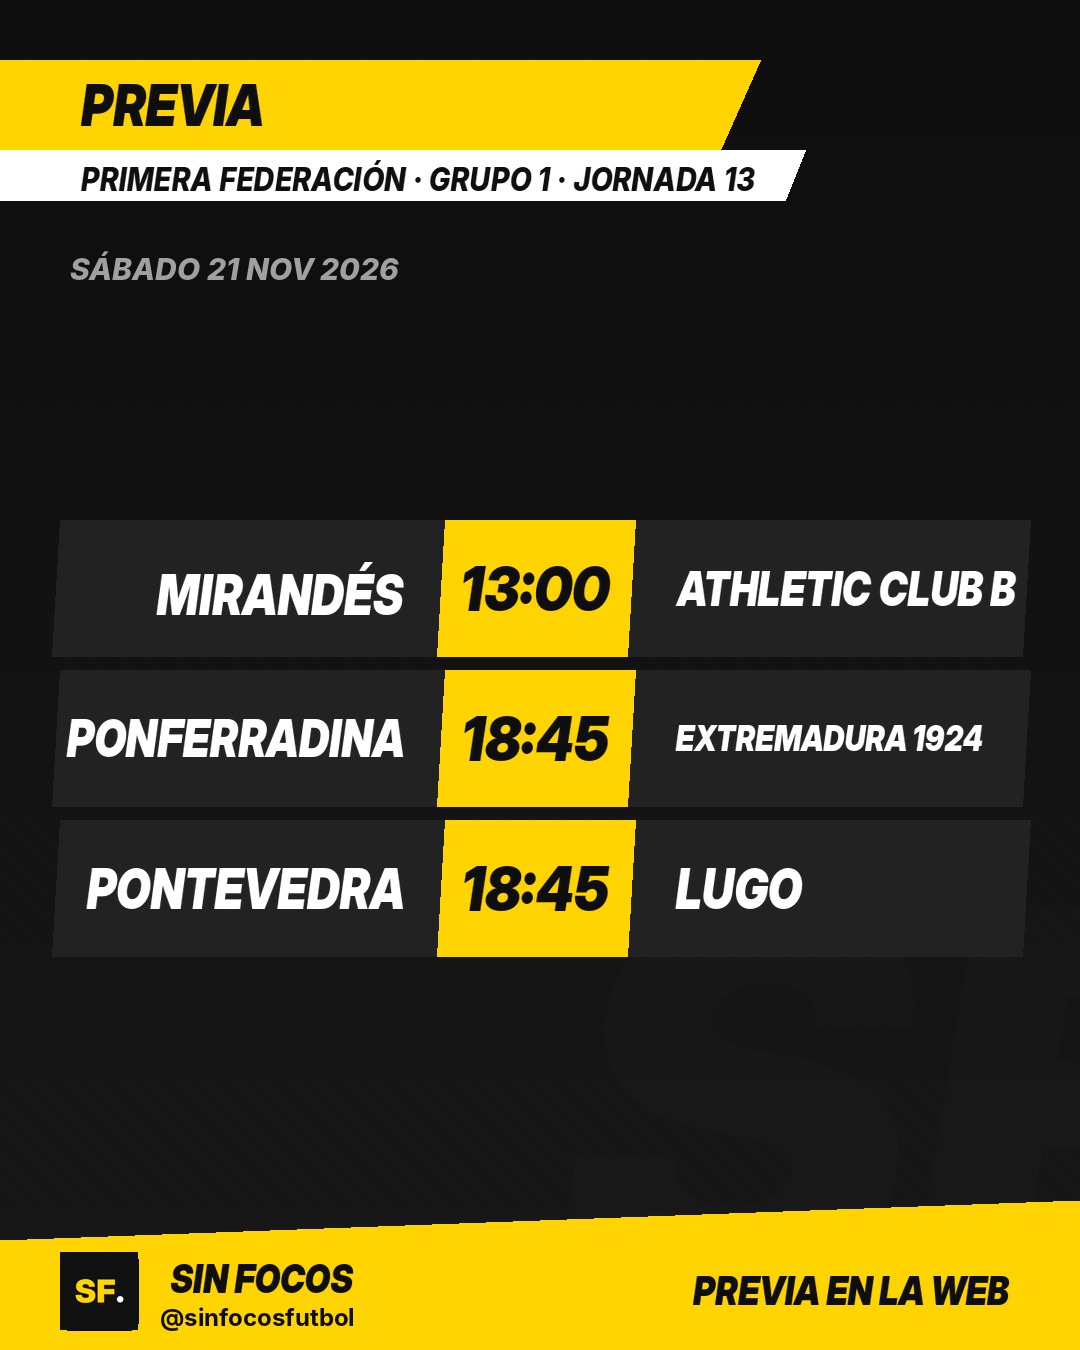 PREVIA
PRIMERA FEDERACIÓN · GRUPO 1 · JORNADA 13
SÁBADO 21 NOV 2026
MIRANDÉS 13:00 ATHLETIC CLUB B
PONFERRADINA 18:45 EXTREMADURA 1924
PONTEVEDRA 18:45 LUGO
SF
SF.
SIN FOCOS
@sinfocosfutbol
PREVIA EN LA WEB